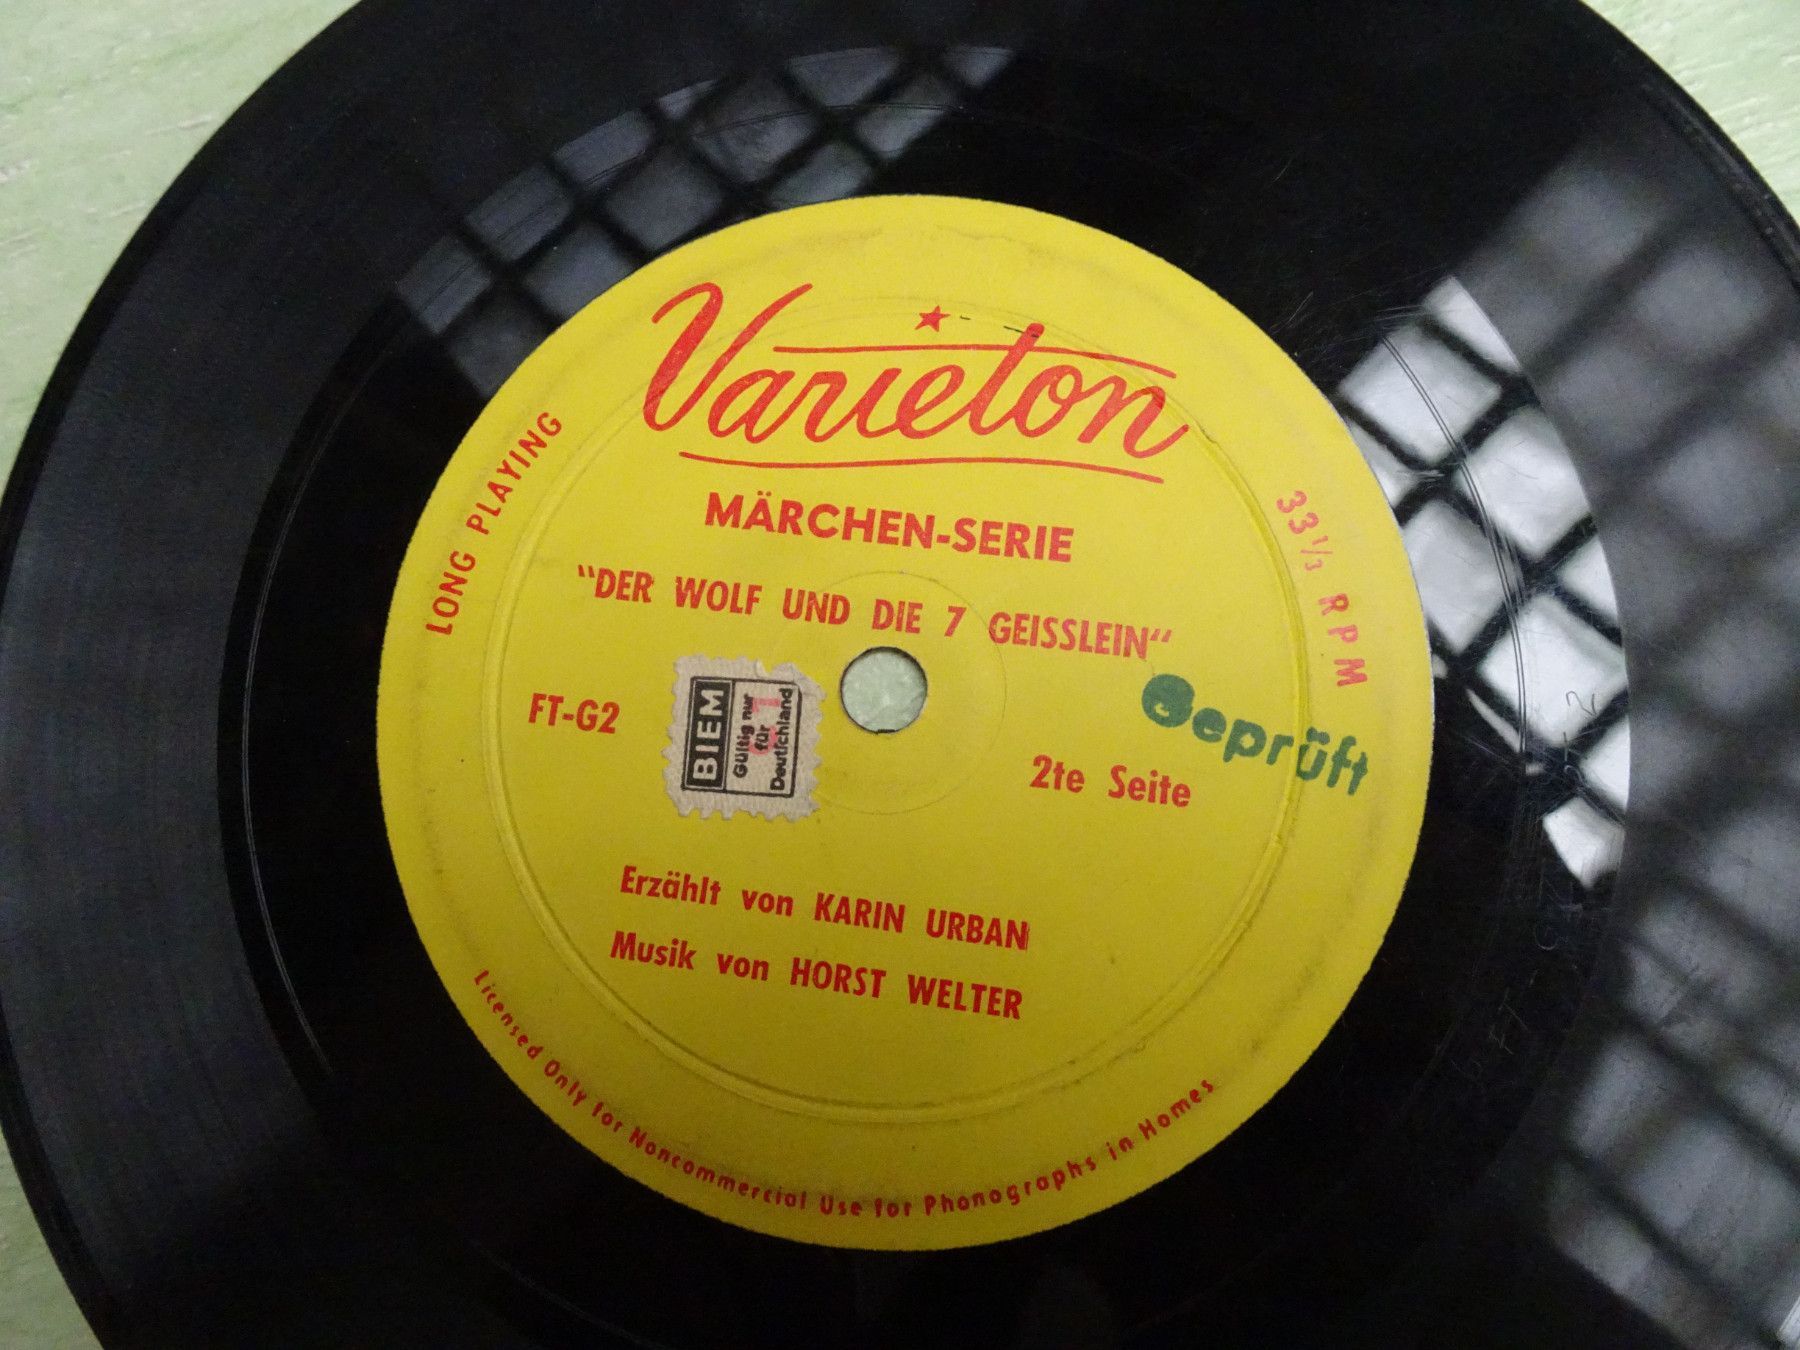 Varieton
LONG PLAYING
33 1/3 RPM
MÄRCHEN-SERIE
"DER WOLF UND DIE 7 GEISSLEIN"
FT-G2
BIEM
Gültig nur
für
Deutschland
Geprüft
2te Seite
Erzählt von KARIN URBAN
Musik von HORST WELTER
Licensed Only for Noncommercial Use for Phonographs in Homes